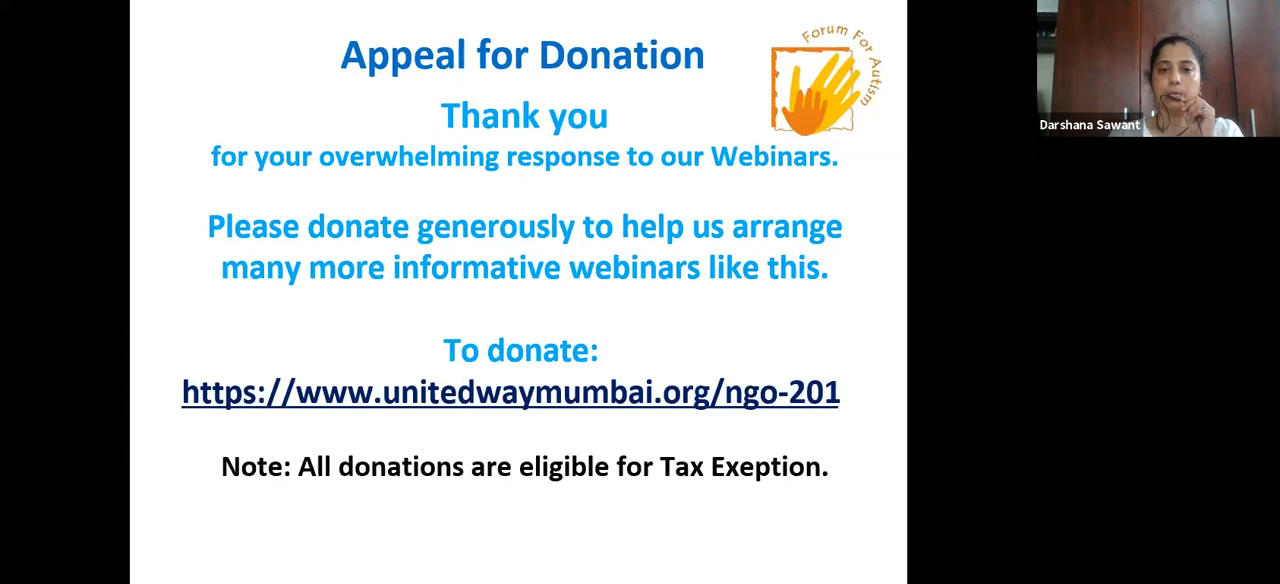 Appeal for Donation
Forum For Autism
Thank you
for your overwhelming response to our Webinars.
Please donate generously to help us arrange
many more informative webinars like this.
To donate:
https://www.unitedwaymumbai.org/ngo-201
Note: All donations are eligible for Tax Exeption.
Darshana Sawant